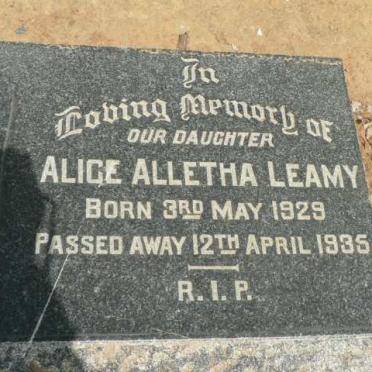 In
Loving Memory of
OUR DAUGHTER
ALICE ALLETHA LEAMY
BORN 3RD MAY 1929
PASSED AWAY 12TH APRIL 1935
R.I.P.